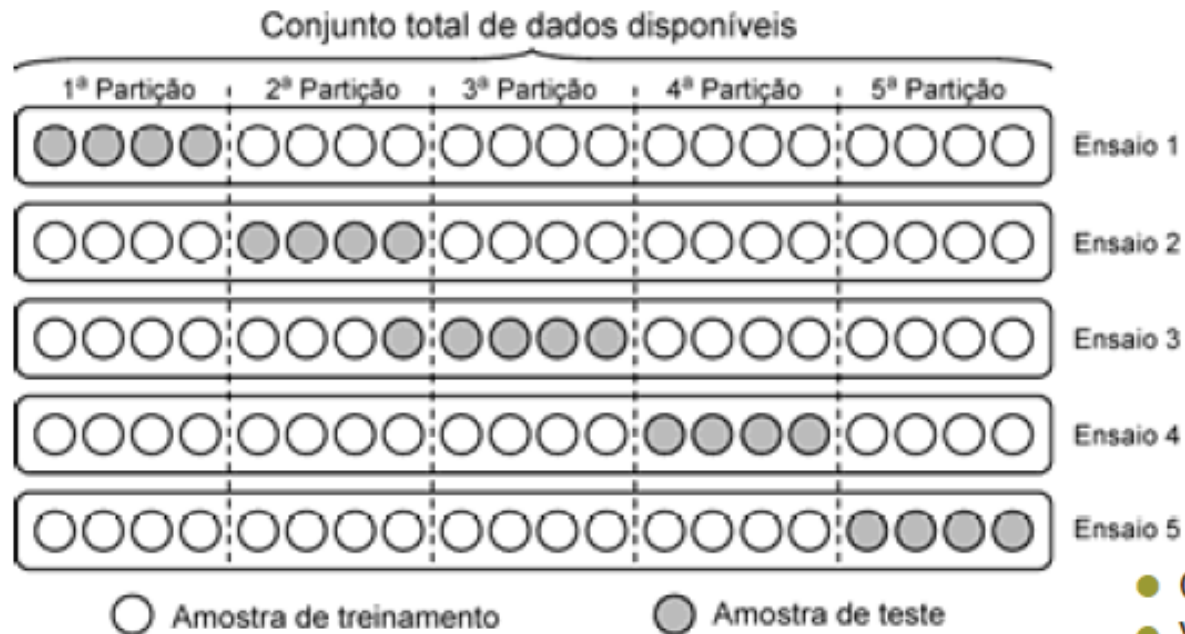 Conjunto total de dados disponíveis
1ª Partição 2ª Partição 3ª Partição 4ª Partição 5ª Partição
Ensaio 1
Ensaio 2
Ensaio 3
Ensaio 4
Ensaio 5
Amostra de treinamento Amostra de teste